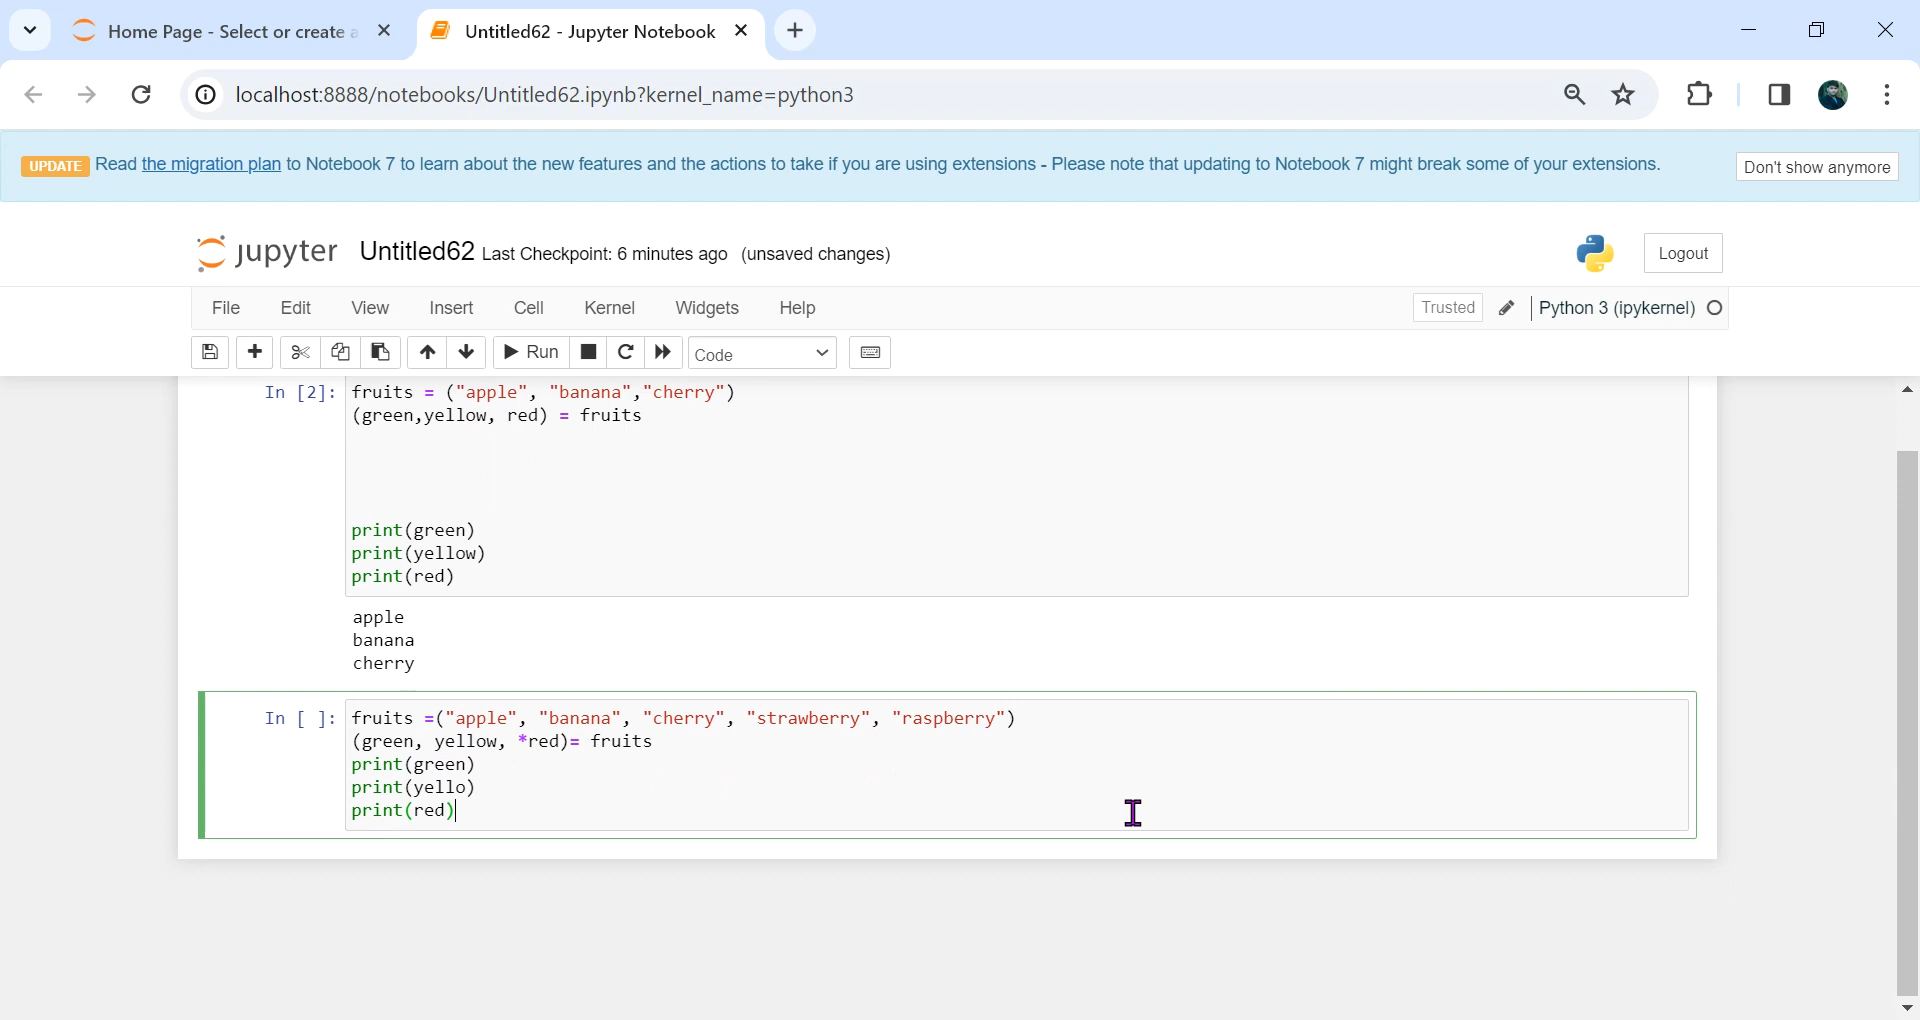 Home Page - Select or create a
Untitled62 - Jupyter Notebook
localhost:8888/notebooks/Untitled62.ipynb?kernel_name=python3
UPDATE Read the migration plan to Notebook 7 to learn about the new features and the actions to take if you are using extensions - Please note that updating to Notebook 7 might break some of your extensions.
Don't show anymore
jupyter Untitled62 Last Checkpoint: 6 minutes ago (unsaved changes)
Logout
File Edit View Insert Cell Kernel Widgets Help
Trusted
Python 3 (ipykernel)
Run
Code
In [2]: fruits = ("apple", "banana","cherry")
(green,yellow, red) = fruits
print(green)
print(yellow)
print(red)
apple
banana
cherry
In [ ]: fruits =("apple", "banana", "cherry", "strawberry", "raspberry")
(green, yellow, *red)= fruits
print(green)
print(yello)
print(red)